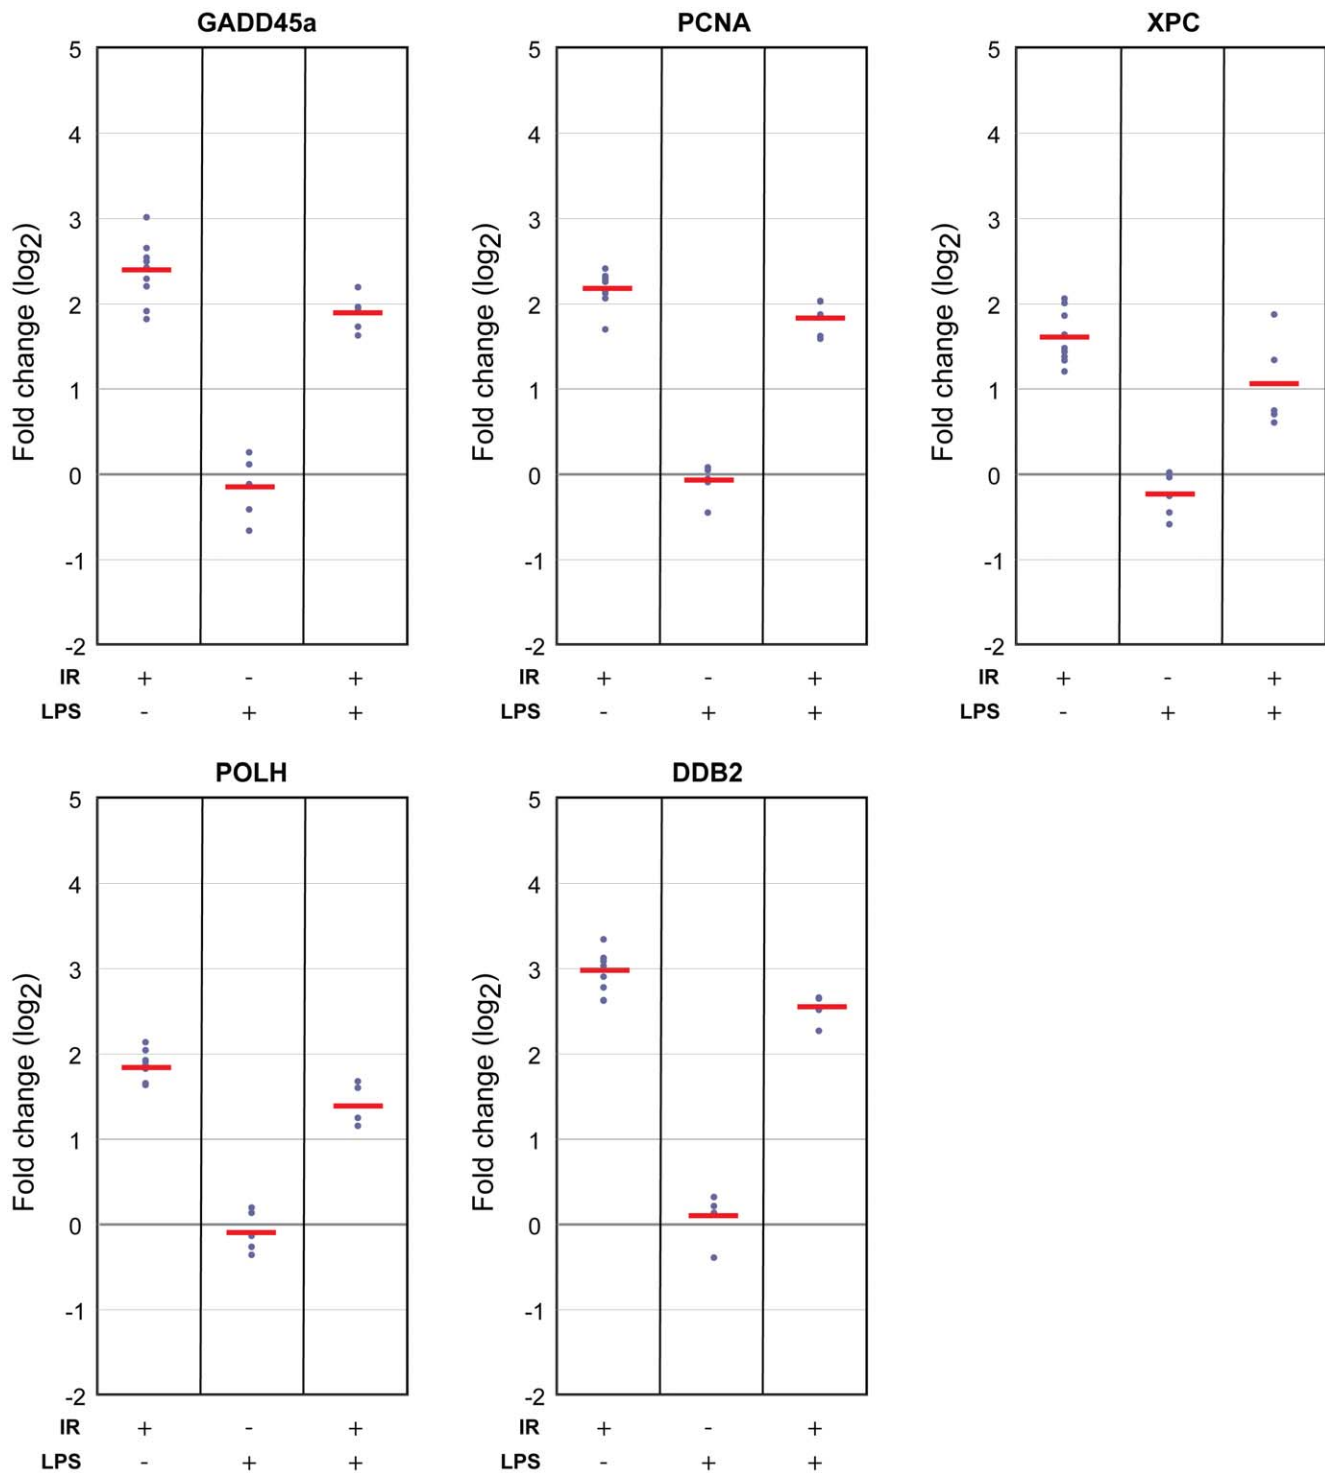 GADD45a
PCNA
XPC
5
4
3
2
1
0
-1
-2
Fold change (log2)
5
4
3
2
1
0
-1
-2
Fold change (log2)
5
4
3
2
1
0
-1
-2
Fold change (log2)
IR + - +
LPS - + +
IR + - +
LPS - + +
IR + - +
LPS - + +
POLH
DDB2
5
4
3
2
1
0
-1
-2
Fold change (log2)
5
4
3
2
1
0
-1
-2
Fold change (log2)
IR + - +
LPS - + +
IR + - +
LPS - + +